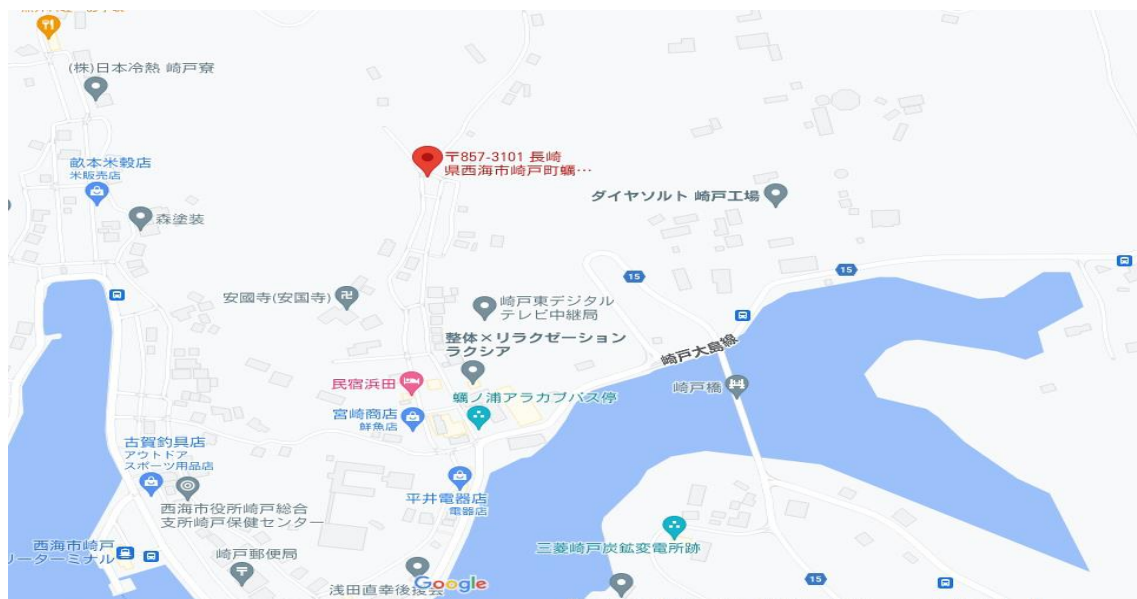 (株)日本冷熱 崎戸寮
〒857-3101 長崎
県西海市崎戸町蠣…
畝本米穀店
米販売店
ダイヤソルト 崎戸工場
森塗装
15
15
安國寺(安国寺)
崎戸東デジタル
テレビ中継局
整体×リラクゼーション
ラクシア
崎戸大島線
民宿浜田
崎戸橋
蠣ノ浦アラカブバス停
宮崎商店
鮮魚店
古賀釣具店
アウトドア
スポーツ用品店
平井電器店
電器店
西海市役所崎戸総合
支所崎戸保健センター
西海市崎戸
リーターミナル
崎戸郵便局
三菱崎戸炭鉱変電所跡
15
浅田直幸後援会
Google